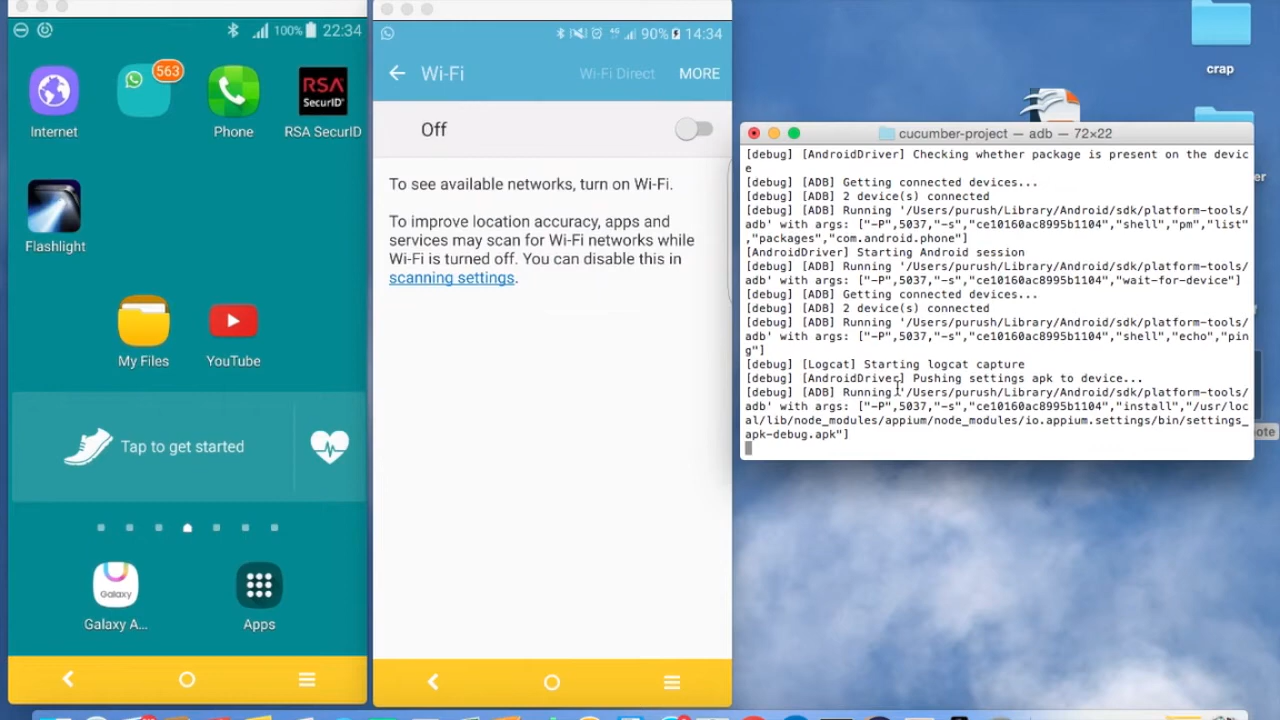 100% 22:34
563
Internet
Phone
RSA
SecurID®
RSA SecurID
Flashlight
My Files
YouTube
Tap to get started
Galaxy
Galaxy A...
Apps
4G 90% 14:34
Wi-Fi
Wi-Fi Direct
MORE
Off
To see available networks, turn on Wi-Fi.
To improve location accuracy, apps and
services may scan for Wi-Fi networks while
Wi-Fi is turned off. You can disable this in
scanning settings.
crap
cucumber-project — adb — 72×22
[debug] [AndroidDriver] Checking whether package is present on the devic
e
[debug] [ADB] Getting connected devices...
[debug] [ADB] 2 device(s) connected
[debug] [ADB] Running '/Users/purush/Library/Android/sdk/platform-tools/
adb' with args: ["-P",5037,"-s","ce10160ac8995b1104","shell","pm","list"
,"packages","com.android.phone"]
[AndroidDriver] Starting Android session
[debug] [ADB] Running '/Users/purush/Library/Android/sdk/platform-tools/
adb' with args: ["-P",5037,"-s","ce10160ac8995b1104","wait-for-device"]
[debug] [ADB] Getting connected devices...
[debug] [ADB] 2 device(s) connected
[debug] [ADB] Running '/Users/purush/Library/Android/sdk/platform-tools/
adb' with args: ["-P",5037,"-s","ce10160ac8995b1104","shell","echo","pin
g"]
[debug] [Logcat] Starting logcat capture
[debug] [AndroidDriver] Pushing settings apk to device...
[debug] [ADB] Running '/Users/purush/Library/Android/sdk/platform-tools/
adb' with args: ["-P",5037,"-s","ce10160ac8995b1104","install","/usr/loc
al/lib/node_modules/appium/node_modules/io.appium.settings/bin/settings_
apk-debug.apk"]
er
ote